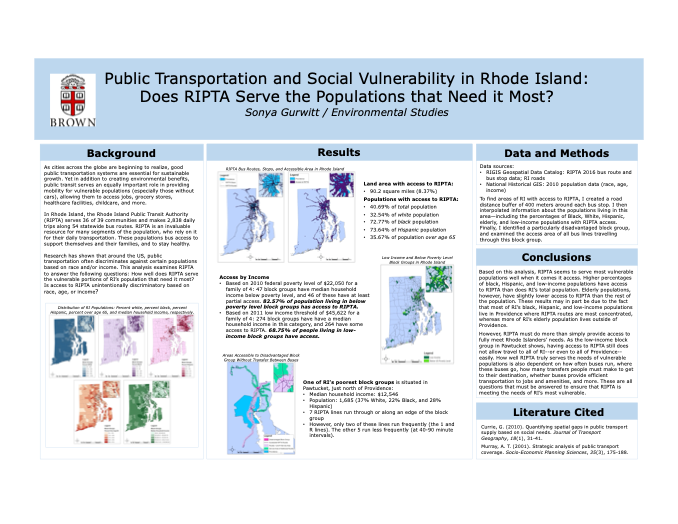 Public Transportation and Social Vulnerability in Rhode Island:
Does RIPTA Serve the Populations that Need it Most?
Sonya Gurwitt / Environmental Studies
BROWN
Background
As cities across the globe are beginning to realize, good
public transportation systems are essential for sustainable
growth. Yet in addition to creating environmental benefits,
public transit serves an equally important role in providing
mobility for vulnerable populations (especially those without
cars), allowing them to access jobs, grocery stores,
healthcare facilities, childcare, and more.
In Rhode Island, the Rhode Island Public Transit Authority
(RIPTA) serves 36 of 39 communities and makes 2,838 daily
trips along 54 statewide bus routes. RIPTA is an invaluable
resource for many segments of the population, who rely on it
for their daily transportation. These populations bus access to
support themselves and their families, and to stay healthy.
Research has shown that around the US, public
transportation often discriminates against certain populations
based on race and/or income. This analysis examines RIPTA
to answer the following questions: How well does RIPTA serve
the vulnerable portions of RI's population that need it most?
Is access to RIPTA unintentionally discriminatory based on
race, age, or income?
Distribution of RI Populations: Percent white, percent black, percent
Hispanic, percent over age 65, and median household income, respectively.
Results
RIPTA Bus Routes, Stops, and Accessible Area in Rhode Island
Land area with access to RIPTA:
• 90.2 square miles (8.37%)
Populations with access to RIPTA:
• 40.69% of total population
• 32.54% of white population
• 72.77% of black population
• 73.64% of Hispanic population
• 35.67% of population over age 65
Access by Income
• Based on 2010 federal poverty level of $22,050 for a
family of 4: 47 block groups have median household
income below poverty level, and 46 of these have at least
partial access. 82.57% of population living in below
poverty level block groups has access to RIPTA.
• Based on 2011 low income threshold of $45,622 for a
family of 4: 274 block groups have a median
household income in this category, and 264 have some
access to RIPTA. 68.75% of people living in low-
income block groups have access.
Low Income and Below Poverty Level
Block Groups in Rhode Island
Areas Accessible to Disadvantaged Block
Group Without Transfer Between Buses
One of RI's poorest block groups is situated in
Pawtucket, just north of Providence:
• Median household income: $12,546
• Population: 1,685 (37% White, 22% Black, and 28%
Hispanic)
• 7 RIPTA lines run through or along an edge of the block
group
• However, only two of these lines run frequently (the 1 and
R lines). The other 5 run less frequently (at 40-90 minute
intervals).
Data and Methods
Data sources:
• RIGIS Geospatial Data Catalog: RIPTA 2016 bus route and
bus stop data; RI roads
• National Historical GIS: 2010 population data (race, age,
income)
To find areas of RI with access to RIPTA, I created a road
distance buffer of 400 meters around each bus stop. I then
interpolated information about the populations living in this
area—including the percentages of Black, White, Hispanic,
elderly, and low-income populations with RIPTA access.
Finally, I identified a particularly disadvantaged block group,
and examined the access area of all bus lines travelling
through this block group.
Conclusions
Based on this analysis, RIPTA seems to serve most vulnerable
populations well when it comes it access. Higher percentages
of black, Hispanic, and low-income populations have access
to RIPTA than does RI's total population. Elderly populations,
however, have slightly lower access to RIPTA than the rest of
the population. These results may in part be due to the fact
that most of RI's black, Hispanic, and low-income populations
live in Providence where RIPTA routes are most concentrated,
whereas more of RI's elderly population lives outside of
Providence.
However, RIPTA must do more than simply provide access to
fully meet Rhode Islanders' needs. As the low-income block
group in Pawtucket shows, having access to RIPTA still does
not allow travel to all of RI--or even to all of Providence—
easily. How well RIPTA truly serves the needs of vulnerable
populations is also dependent on how often buses run, where
these buses go, how many transfers people must make to get
to their destination, whether buses provide efficient
transportation to jobs and amenities, and more. These are all
questions that must be answered to ensure that RIPTA is
meeting the needs of RI's most vulnerable.
Literature Cited
Currie, G. (2010). Quantifying spatial gaps in public transport
supply based on social needs. Journal of Transport
Geography, 18(1), 31-41.
Murray, A. T. (2001). Strategic analysis of public transport
coverage. Socio-Economic Planning Sciences, 35(3), 175-188.